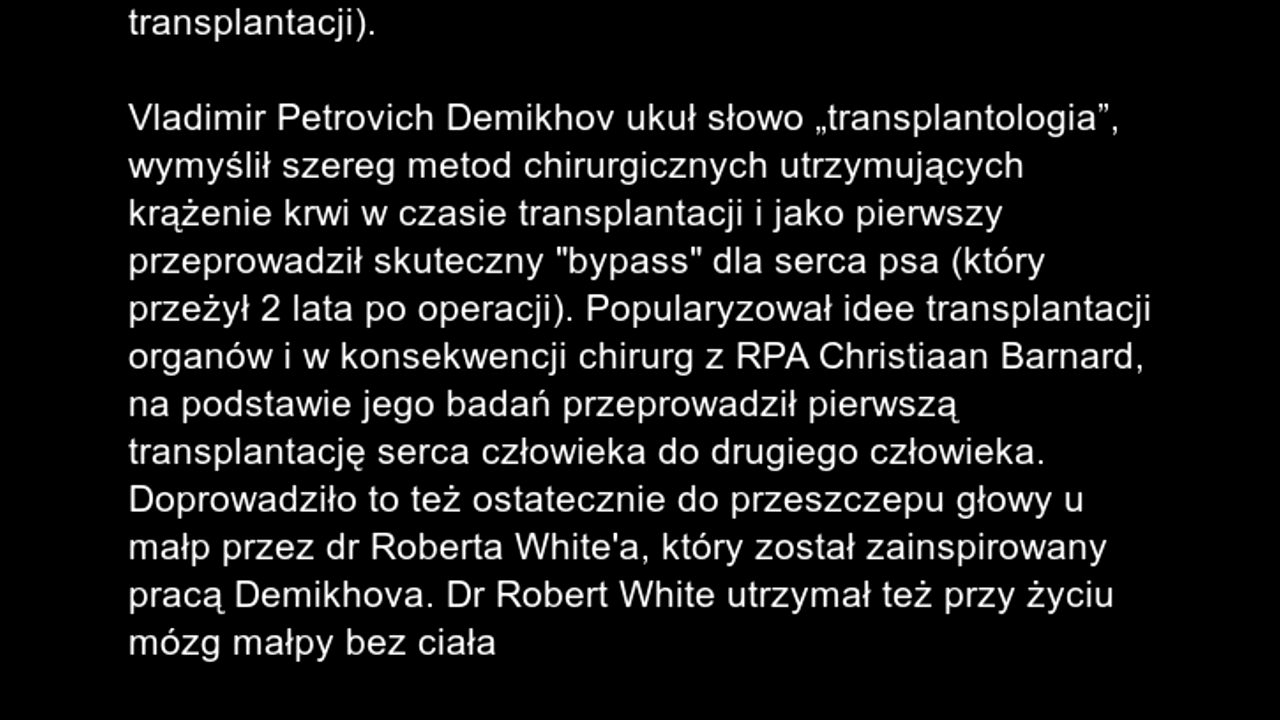 transplantacji).
Vladimir Petrovich Demikhov ukuł słowo „transplantologia”,
wymyślił szereg metod chirurgicznych utrzymujących
krążenie krwi w czasie transplantacji i jako pierwszy
przeprowadził skuteczny "bypass" dla serca psa (który
przeżył 2 lata po operacji). Popularyzował idee transplantacji
organów i w konsekwencji chirurg z RPA Christiaan Barnard,
na podstawie jego badań przeprowadził pierwszą
transplantację serca człowieka do drugiego człowieka.
Doprowadziło to też ostatecznie do przeszczepu głowy u
małp przez dr Roberta White'a, który został zainspirowany
pracą Demikhova. Dr Robert White utrzymał też przy życiu
mózg małpy bez ciała